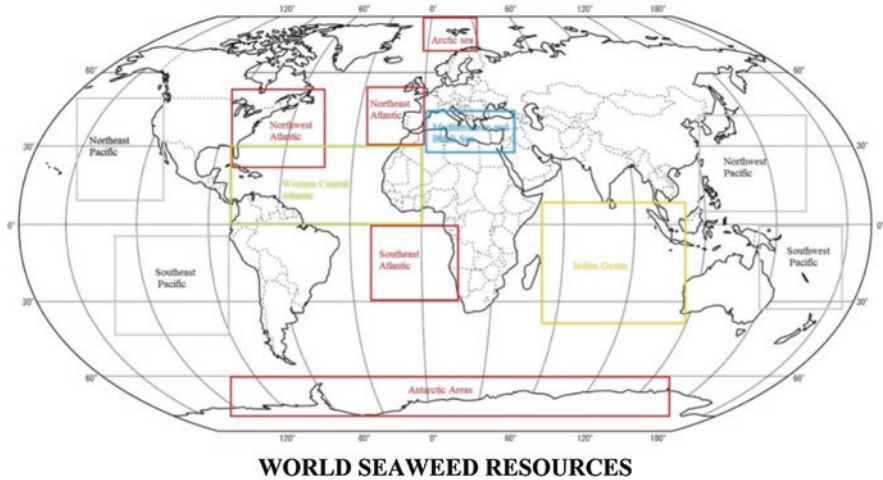 120° 60° 0° 60° 120° 180°
Arctic sea
60° 60°
Northeast
Pacific
Northwest
Atlantic
Northeast
Atlantic
Northwest
Pacific
30° 30°
Western Central
Atlantic
0° 0°
Southeast
Pacific
Southeast
Atlantic
Indian Ocean
Southwest
Pacific
30° 30°
60° 60°
Antarctic Areas
120° 60° 0° 60° 120° 180°
WORLD SEAWEED RESOURCES